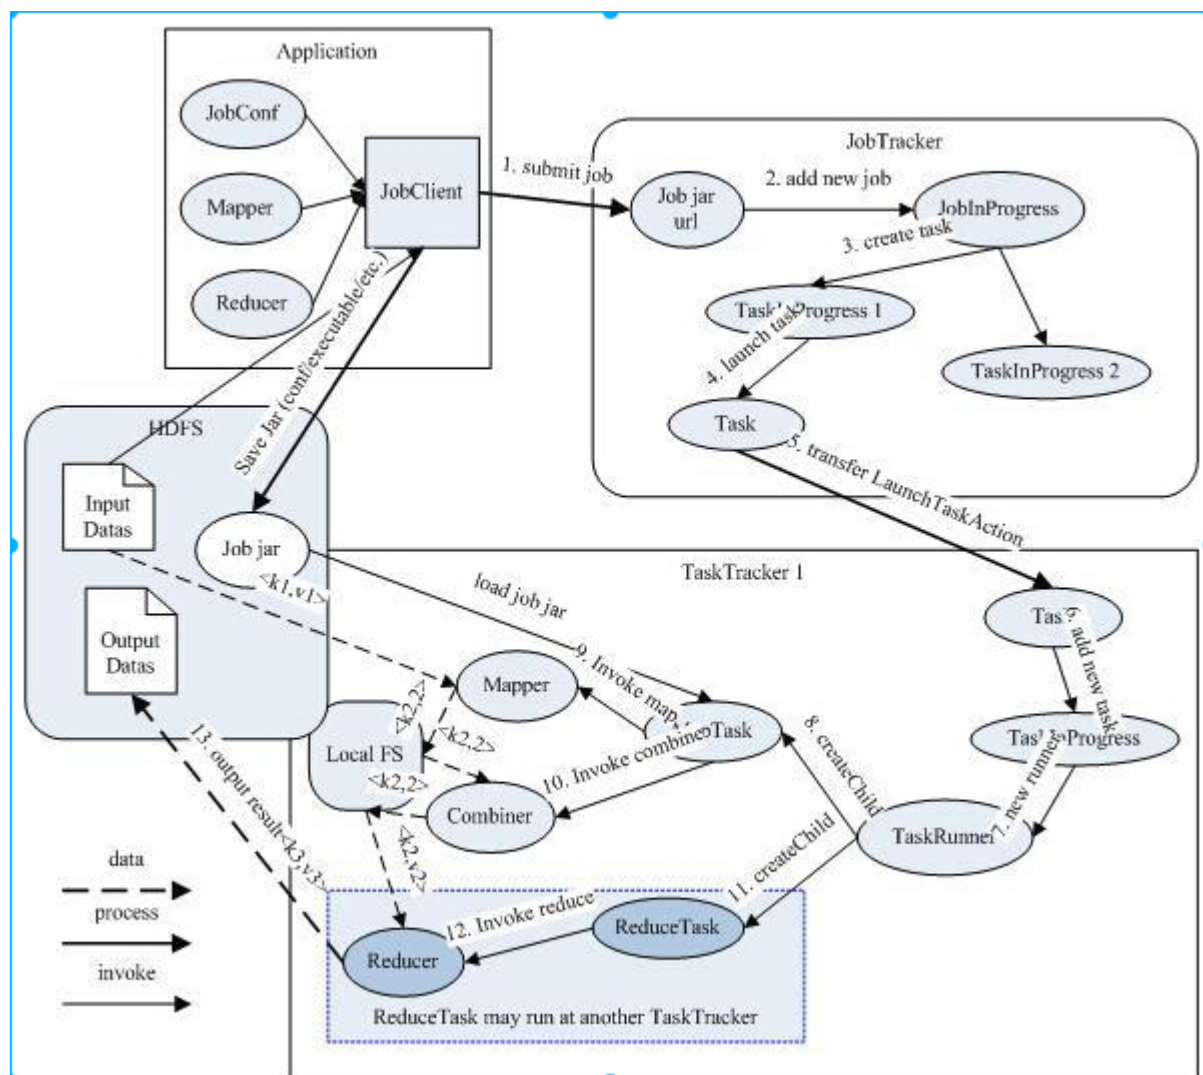 Application
JobConf
Mapper
Reducer
JobClient
1. submit job
JobTracker
Job jar
url
2. add new job
JobInProgress
3. create task
TaskInProgress 1
TaskInProgress 2
4. launch task
Task
5. transfer LaunchTaskAction
Save Jar (conf/executable/etc.)
HDFS
Input
Datas
Job jar
<k1,v1>
Output
Datas
load job jar
TaskTracker 1
Task
6. add new task
TaskInProgress
7. new runner
TaskRunner
8. createChild
9. Invoke map
Task
Mapper
<k2,2>
<k2,2>
Local FS
<k2,2>
10. Invoke combine
Combiner
<k2,v2>
11. createChild
ReduceTask
12. Invoke reduce
Reducer
13. output result<k3,v3>
ReduceTask may run at another TaskTracker
data
process
invoke